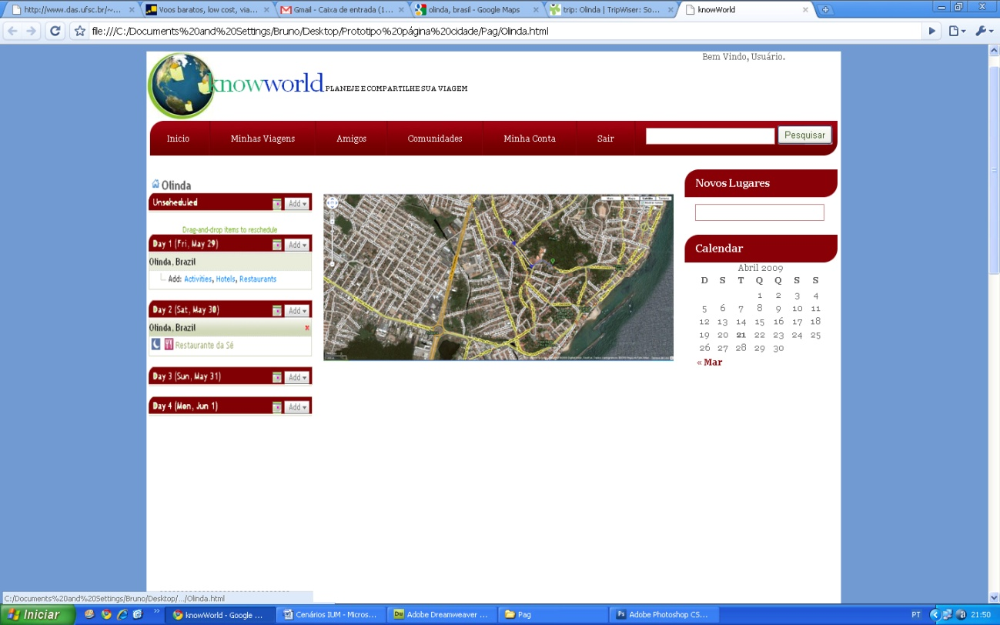 http://www.das.ufsc.br/~...
Voos baratos, low cost, via...
Gmail - Caixa de entrada (1...
olinda, brasil - Google Maps
trip: Olinda | TripWiser: So...
knowWorld
file:///C:/Documents%20and%20Settings/Bruno/Desktop/Prototipo%20página%20cidade/Pag/Olinda.html
Bem Vindo, Usuário.
knowworld PLANEJE E COMPARTILHE SUA VIAGEM
Inicio Minhas Viagens Amigos Comunidades Minha Conta Sair Pesquisar
Olinda
Unscheduled Add
Drag-and-drop items to reschedule
Day 1 (Fri, May 29) Add
Olinda, Brazil
Add: Activities, Hotels, Restaurants
Day 2 (Sat, May 30) Add
Olinda, Brazil
Restaurante da Sé
Day 3 (Sun, May 31) Add
Day 4 (Mon, Jun 1) Add
Novos Lugares
Calendar
Abril 2009
D S T Q Q S S
1 2 3 4
5 6 7 8 9 10 11
12 13 14 15 16 17 18
19 20 21 22 23 24 25
26 27 28 29 30
« Mar
C:/Documents%20and%20Settings/Bruno/Desktop/.../Olinda.html
Iniciar
knowWorld - Google ...
Cenários IUM - Micros...
Adobe Dreamweaver ...
Pag
Adobe Photoshop CS...
PT
21:50